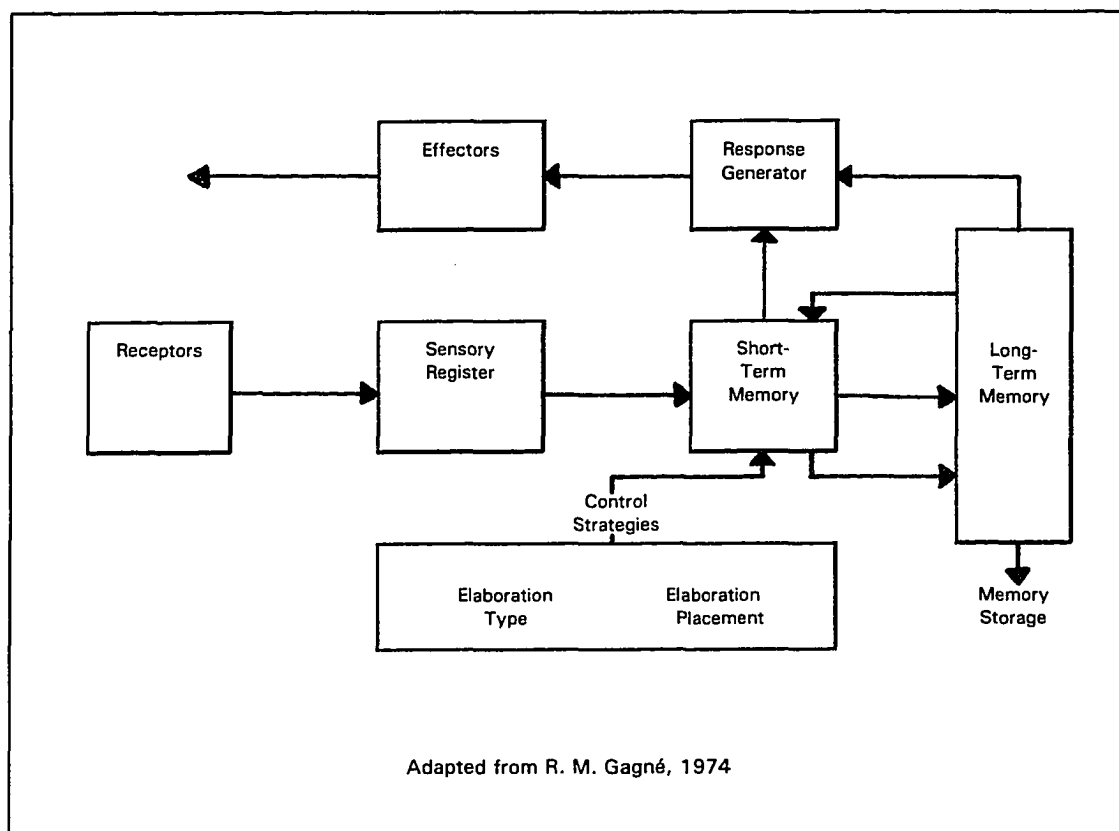 Effectors
Response
Generator
Receptors
Sensory
Register
Short-
Term
Memory
Long-
Term
Memory
Control
Strategies
Elaboration
Type
Elaboration
Placement
Memory
Storage
Adapted from R. M. Gagné, 1974